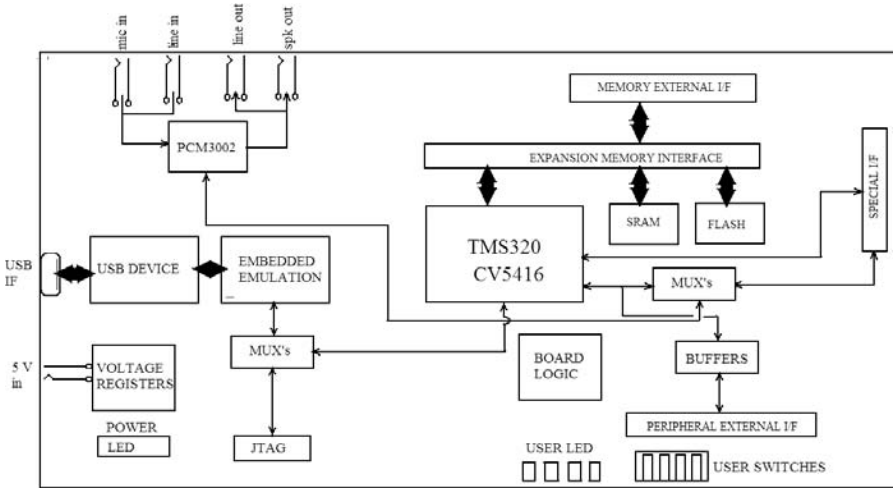 mic in
line in
line out
spk out
MEMORY EXTERNAL I/F
PCM3002
EXPANSION MEMORY INTERFACE
SPECIAL I/F
SRAM
FLASH
TMS320
CV5416
USB
IF
USB DEVICE
EMBEDDED
EMULATION
MUX's
MUX's
BOARD
LOGIC
BUFFERS
5 V
in
VOLTAGE
REGISTERS
POWER
LED
JTAG
PERIPHERAL EXTERNAL I/F
USER LED
USER SWITCHES